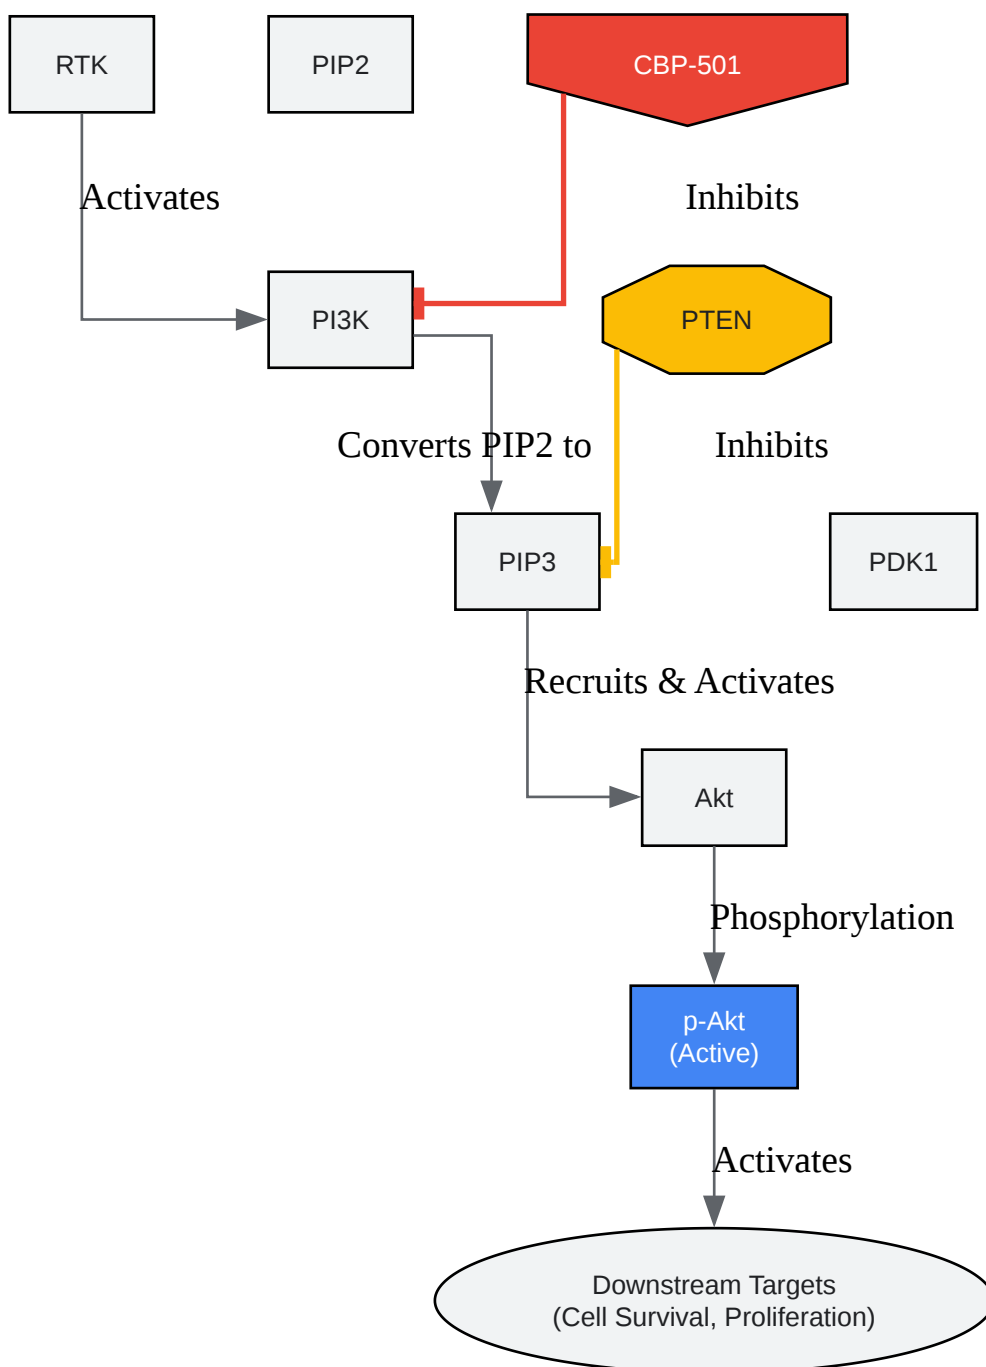 RTK
PIP2
CBP-501
Activates
Inhibits
PI3K
PTEN
Converts PIP2 to
Inhibits
PIP3
PDK1
Recruits & Activates
Akt
Phosphorylation
p-Akt
(Active)
Activates
Downstream Targets
(Cell Survival, Proliferation)